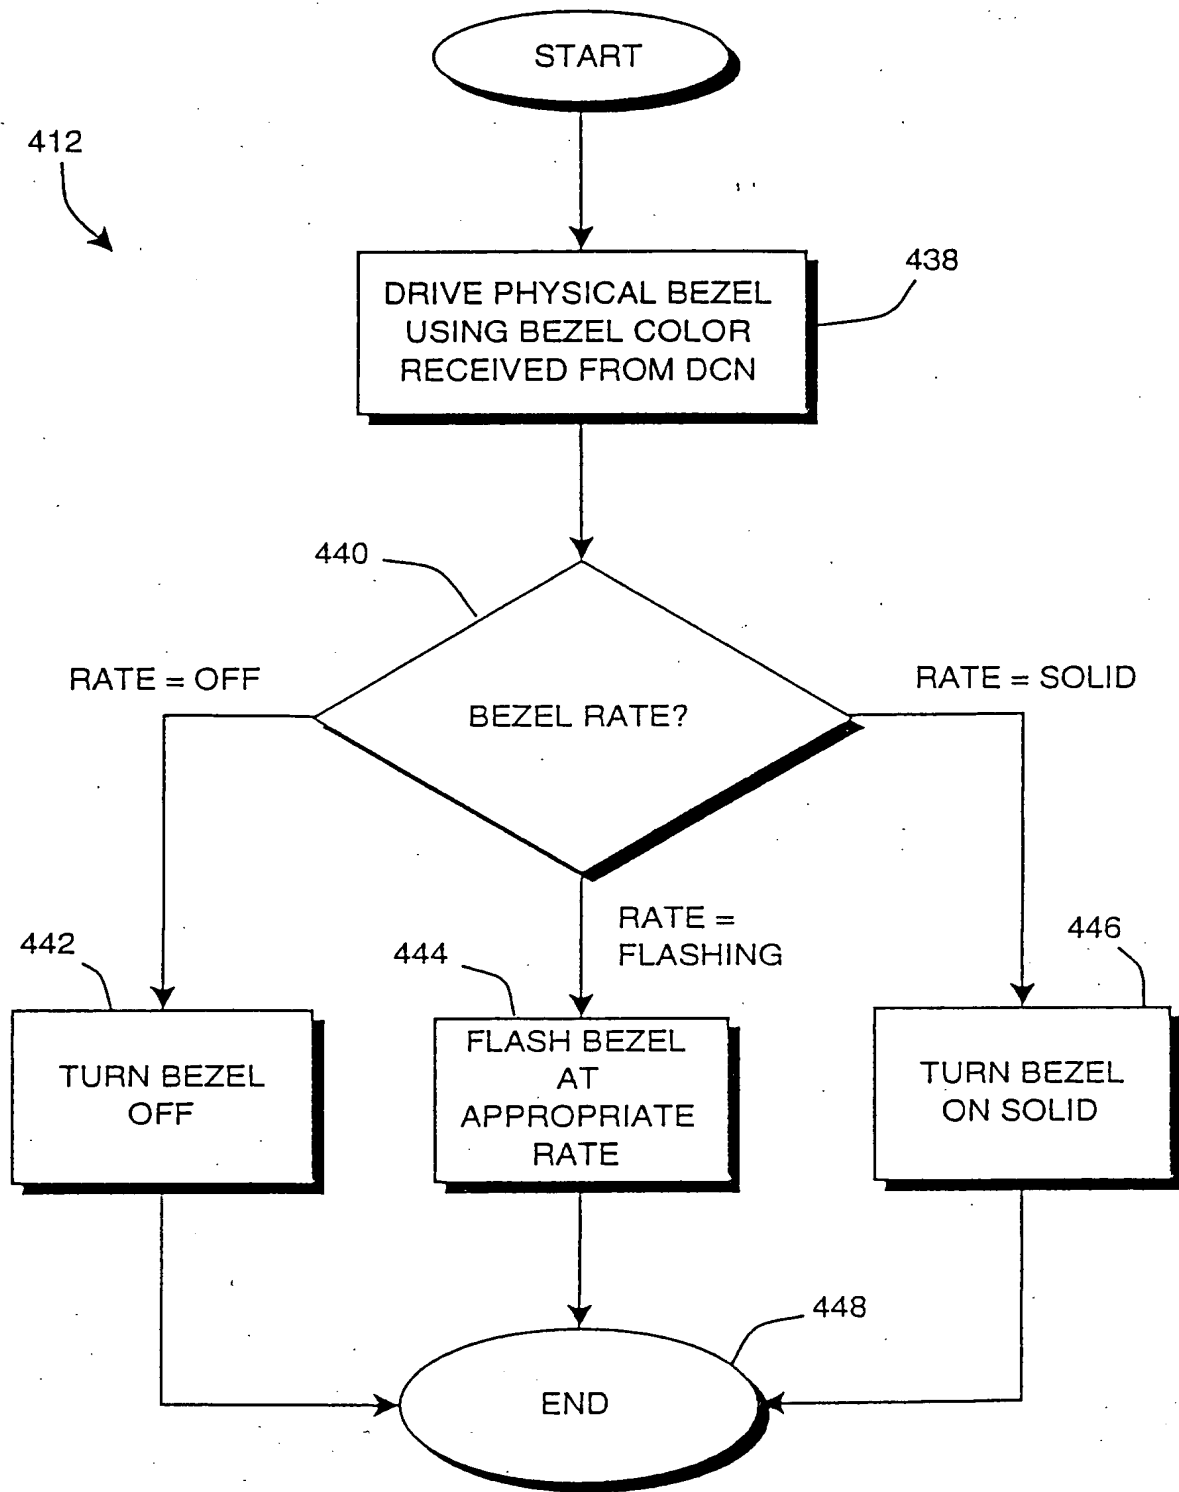 START
412
438
DRIVE PHYSICAL BEZEL
USING BEZEL COLOR
RECEIVED FROM DCN
440
RATE = OFF
BEZEL RATE?
RATE = SOLID
RATE =
FLASHING
442
444
446
TURN BEZEL
OFF
FLASH BEZEL
AT
APPROPRIATE
RATE
TURN BEZEL
ON SOLID
448
END